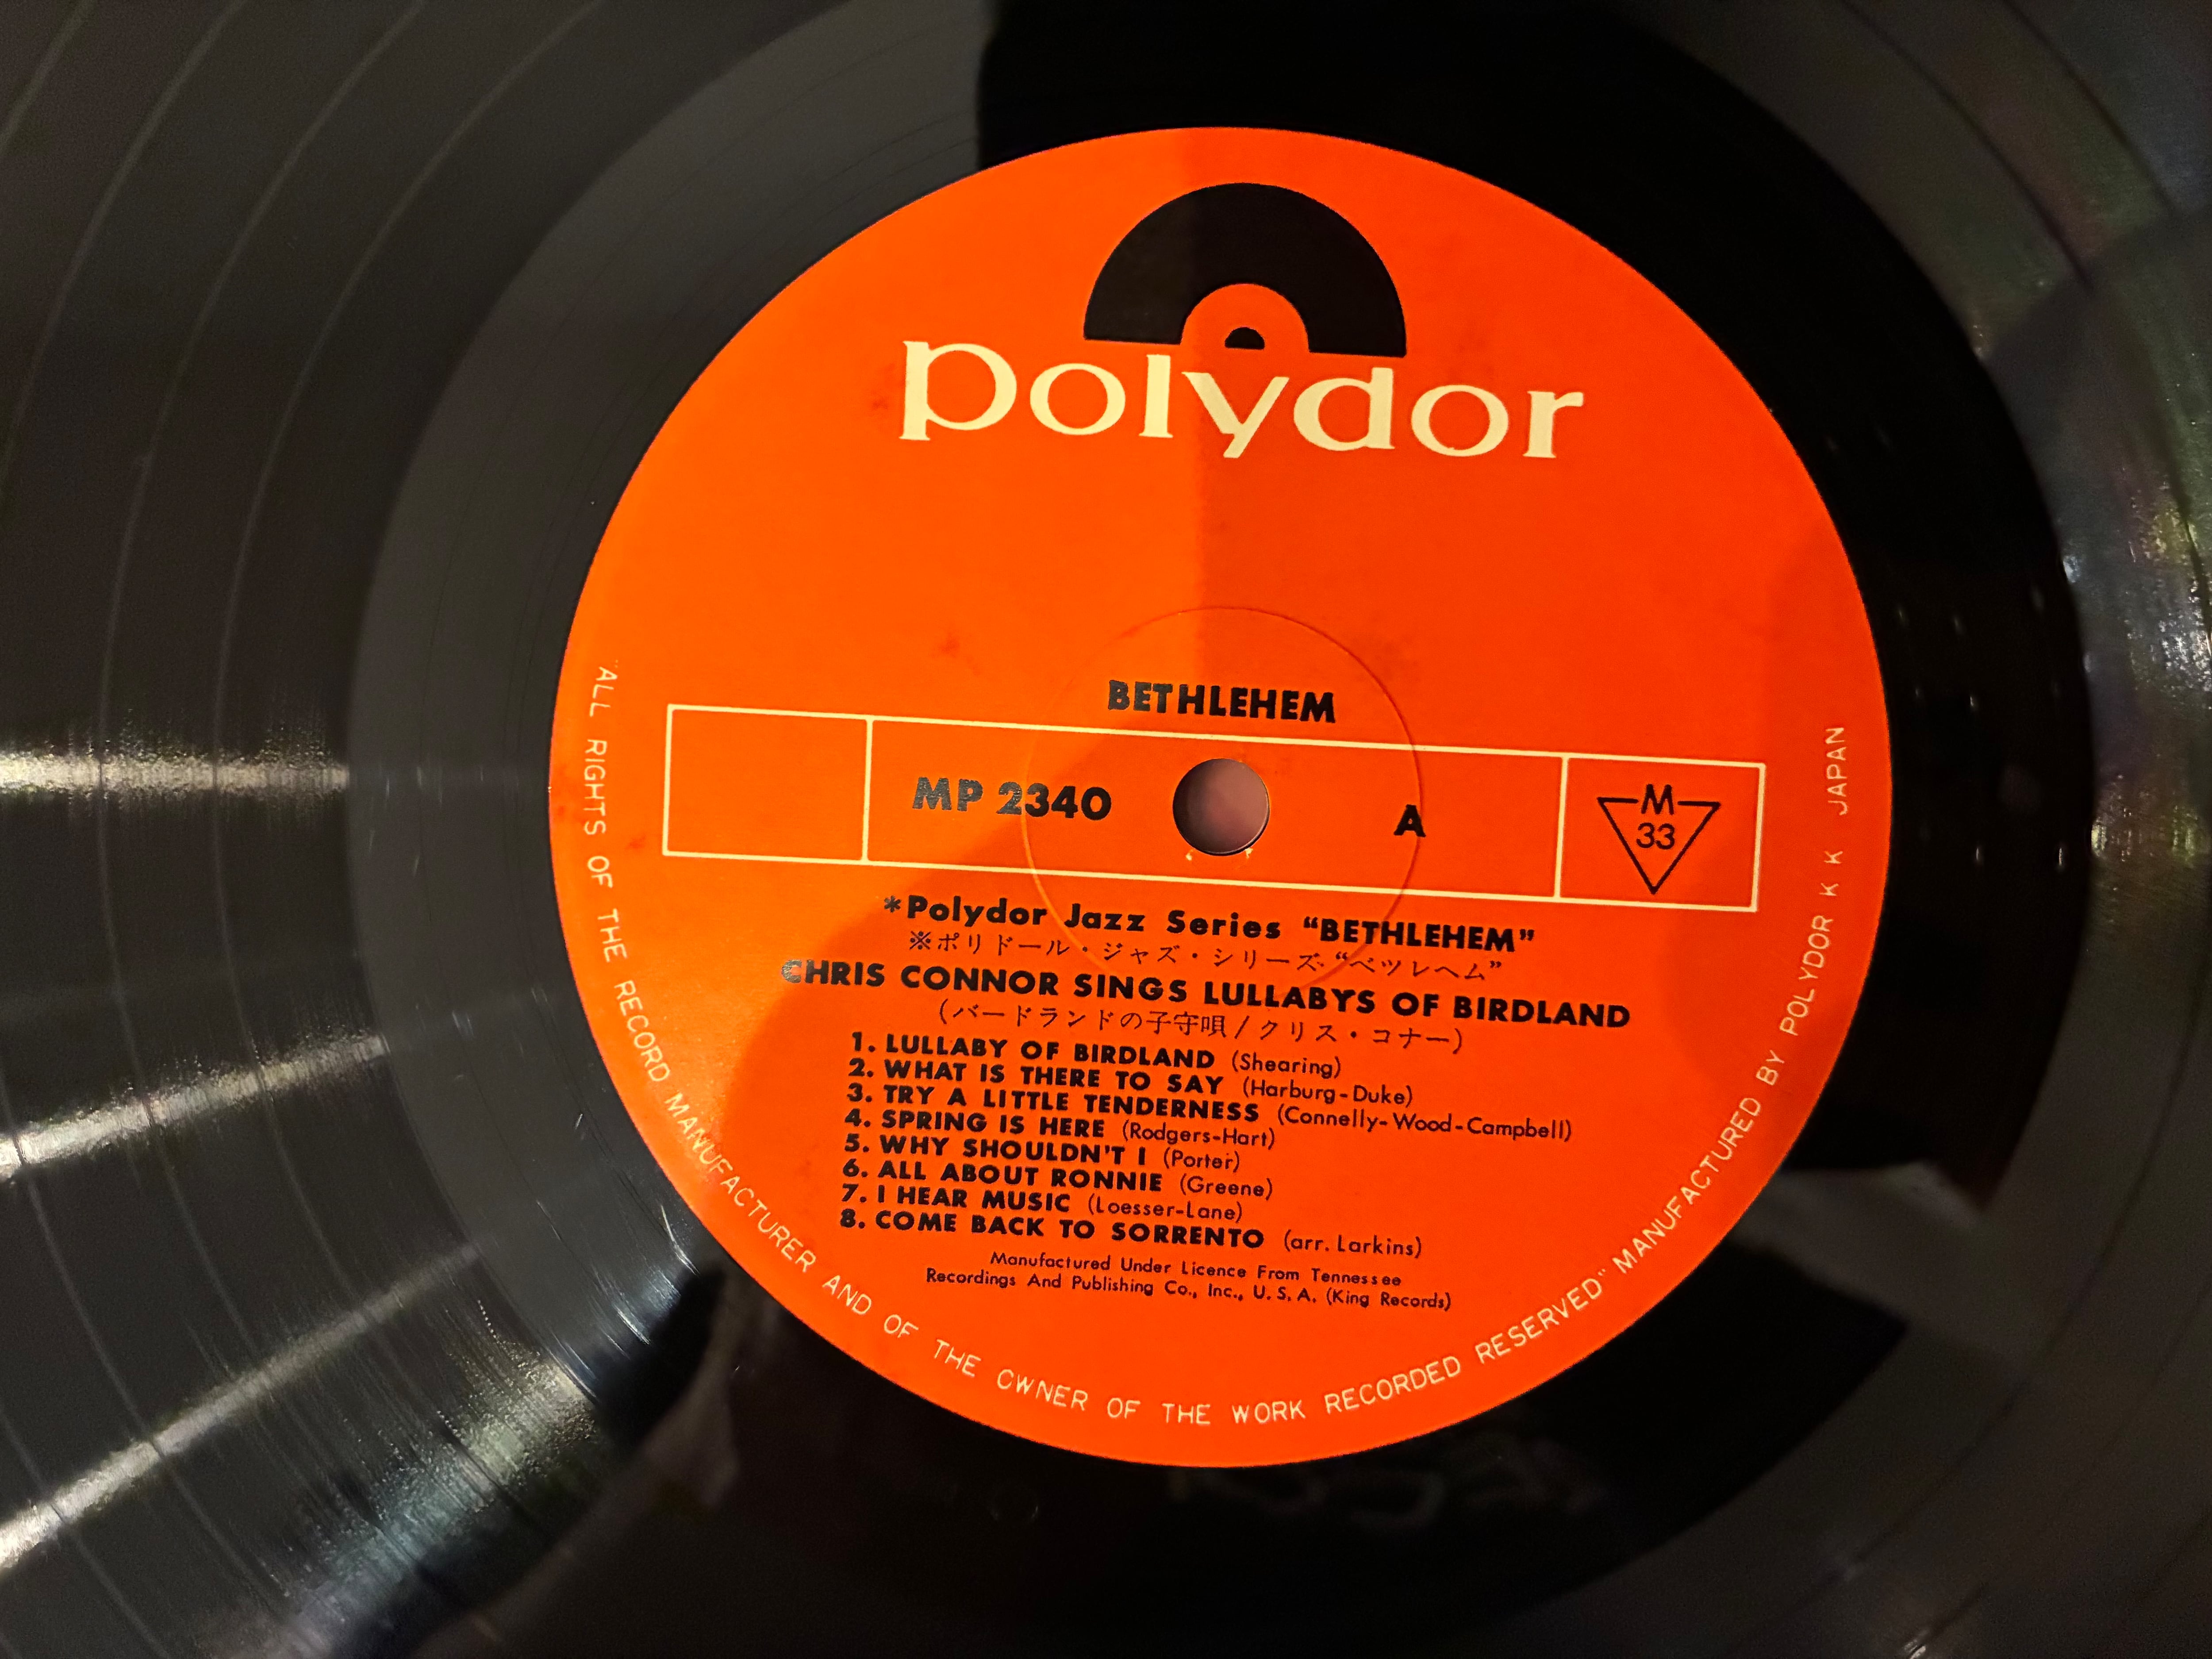 polydor
BETHLEHEM
MP 2340
A
M
33
*Polydor Jazz Series “BETHLEHEM”
※ポリドール・ジャズ・シリーズ“ベツレヘム”
CHRIS CONNOR SINGS LULLABYS OF BIRDLAND
(バードランドの子守唄/クリス・コナー)
1. LULLABY OF BIRDLAND (Shearing)
2. WHAT IS THERE TO SAY (Harburg-Duke)
3. TRY A LITTLE TENDERNESS (Connelly-Wood-Campbell)
4. SPRING IS HERE (Rodgers-Hart)
5. WHY SHOULDN'T I (Porter)
6. ALL ABOUT RONNIE (Greene)
7. I HEAR MUSIC (Loesser-Lane)
8. COME BACK TO SORRENTO (arr. Larkins)
Manufactured Under Licence From Tennessee
Recordings And Publishing Co., Inc., U.S.A. (King Records)
"ALL RIGHTS OF THE RECORD MANUFACTURER AND OF THE OWNER OF THE WORK RECORDED RESERVED" MANUFACTURED BY POLYDOR K K JAPAN